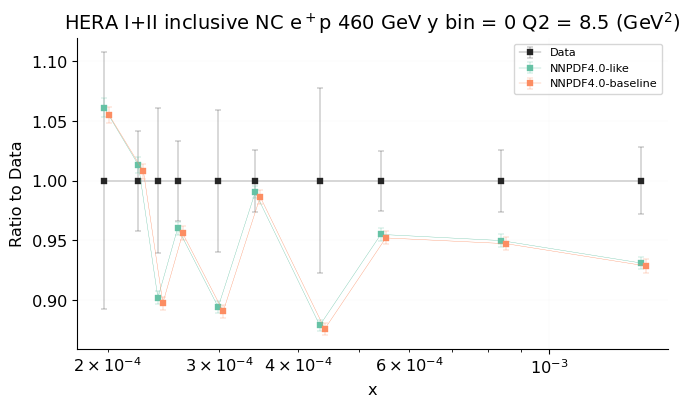 HERA I+II inclusive NC e⁺p 460 GeV y bin = 0 Q2 = 8.5 (GeV²)
Data
NNPDF4.0-like
NNPDF4.0-baseline
Ratio to Data
1.10
1.05
1.00
0.95
0.90
2 × 10⁻⁴ 3 × 10⁻⁴ 4 × 10⁻⁴ 6 × 10⁻⁴ 10⁻³
x